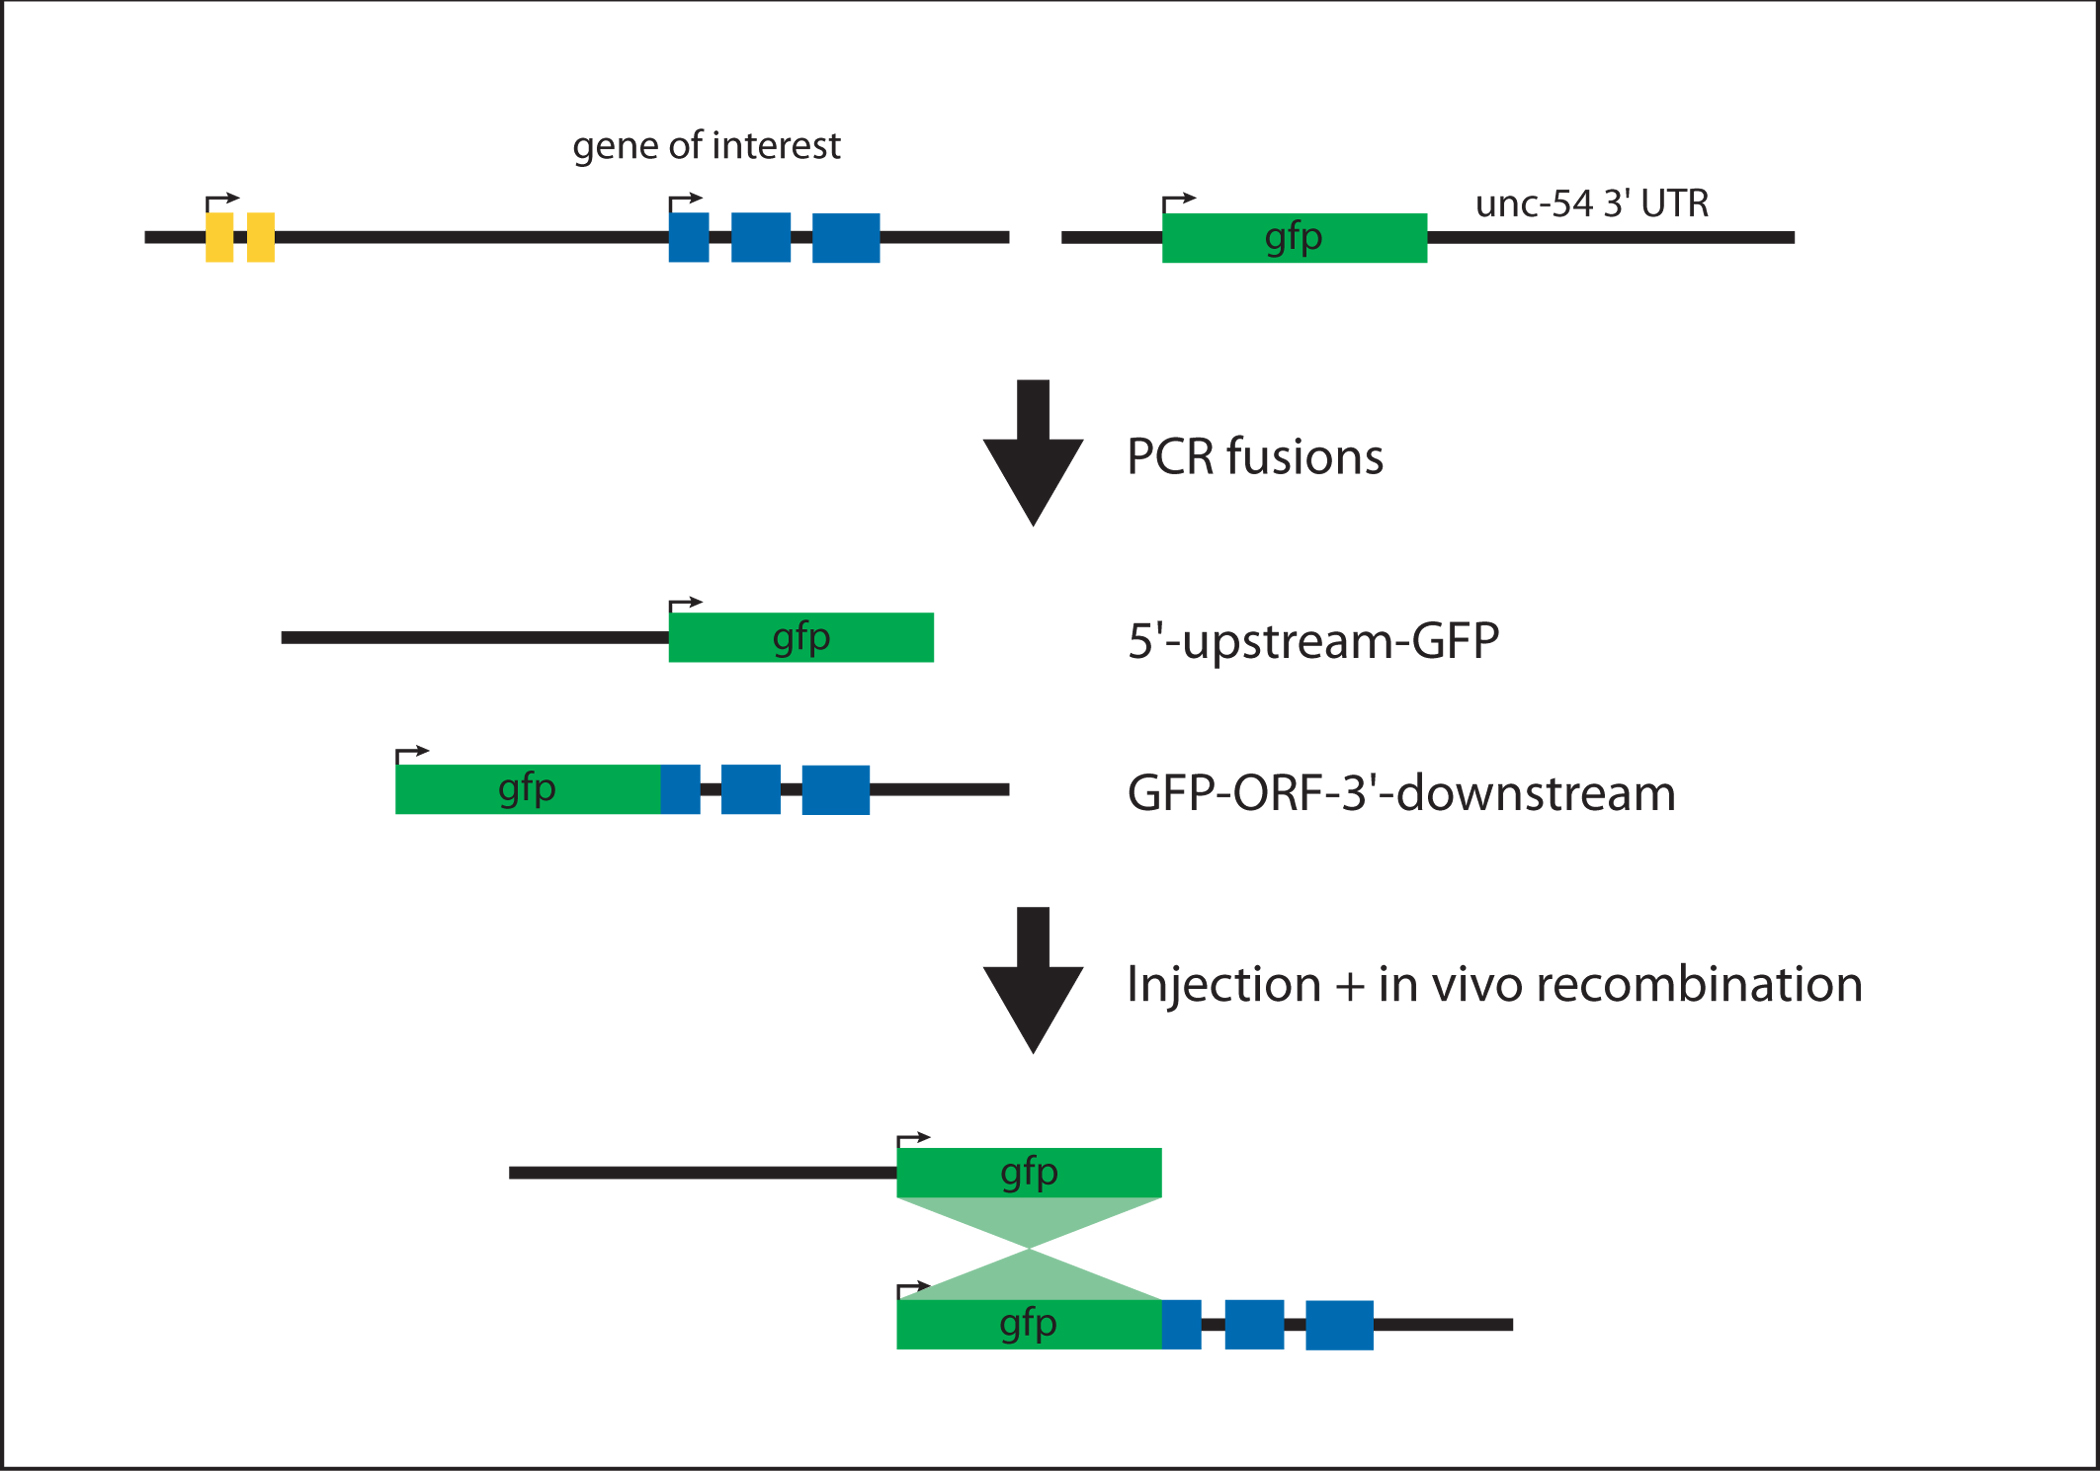 gene of interest
unc-54 3' UTR
gfp
PCR fusions
gfp
5'-upstream-GFP
gfp
GFP-ORF-3'-downstream
Injection + in vivo recombination
gfp
gfp